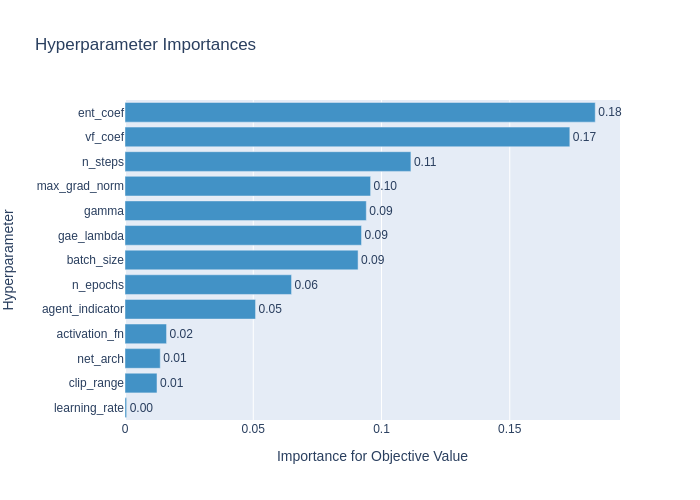 Hyperparameter Importances
Hyperparameter
ent_coef 0.18
vf_coef 0.17
n_steps 0.11
max_grad_norm 0.10
gamma 0.09
gae_lambda 0.09
batch_size 0.09
n_epochs 0.06
agent_indicator 0.05
activation_fn 0.02
net_arch 0.01
clip_range 0.01
learning_rate 0.00
0 0.05 0.1 0.15
Importance for Objective Value